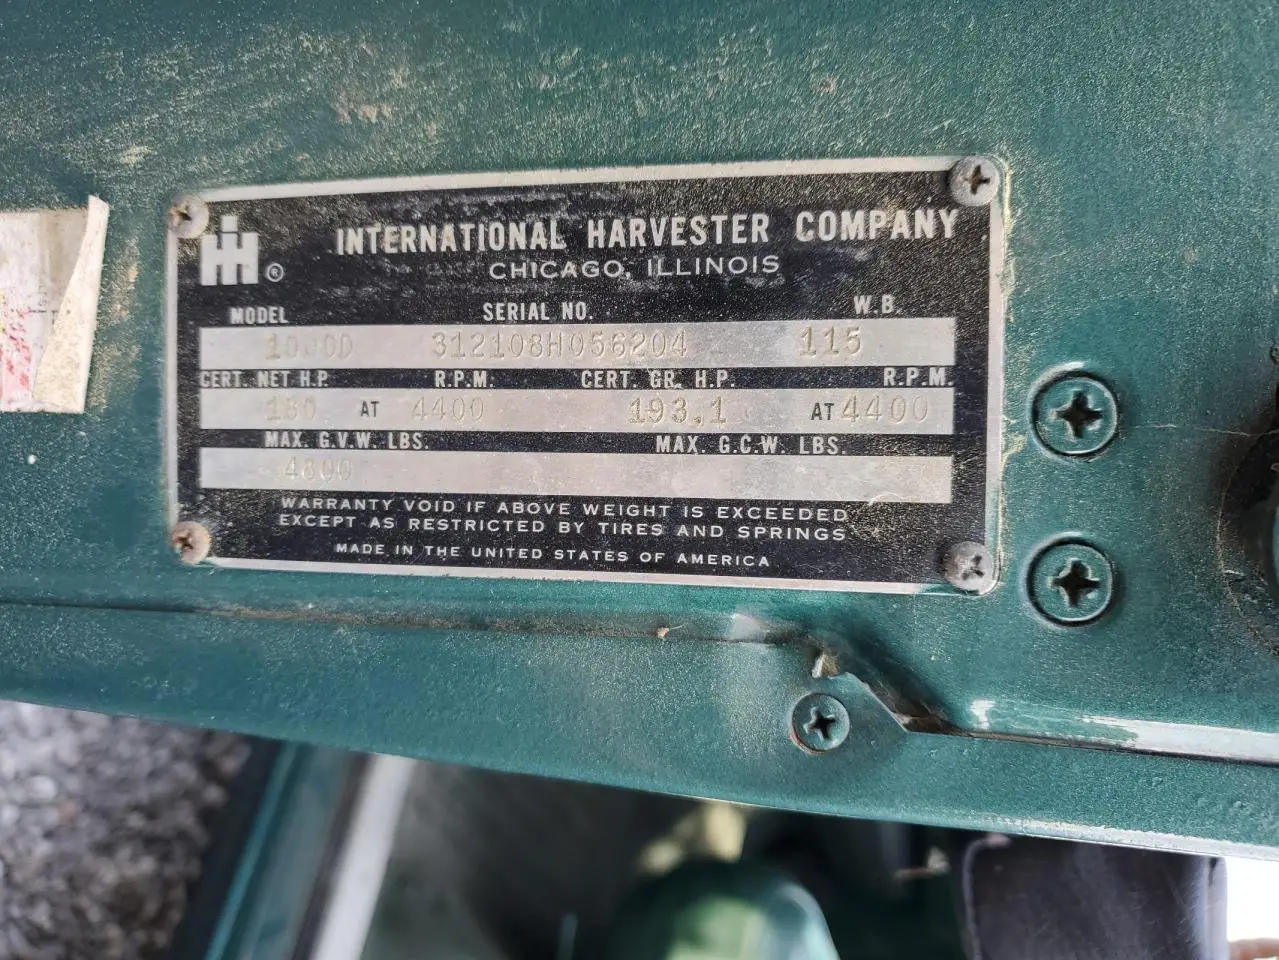 IH ®
INTERNATIONAL HARVESTER COMPANY
CHICAGO, ILLINOIS
MODEL SERIAL NO. W.B.
1000D 312108H056204 115
CERT. NET H.P. R.P.M. CERT. GR. H.P. R.P.M.
180 AT 4400 193.1 AT 4400
MAX. G.V.W. LBS. MAX. G.C.W. LBS.
4800
WARRANTY VOID IF ABOVE WEIGHT IS EXCEEDED
EXCEPT AS RESTRICTED BY TIRES AND SPRINGS
MADE IN THE UNITED STATES OF AMERICA